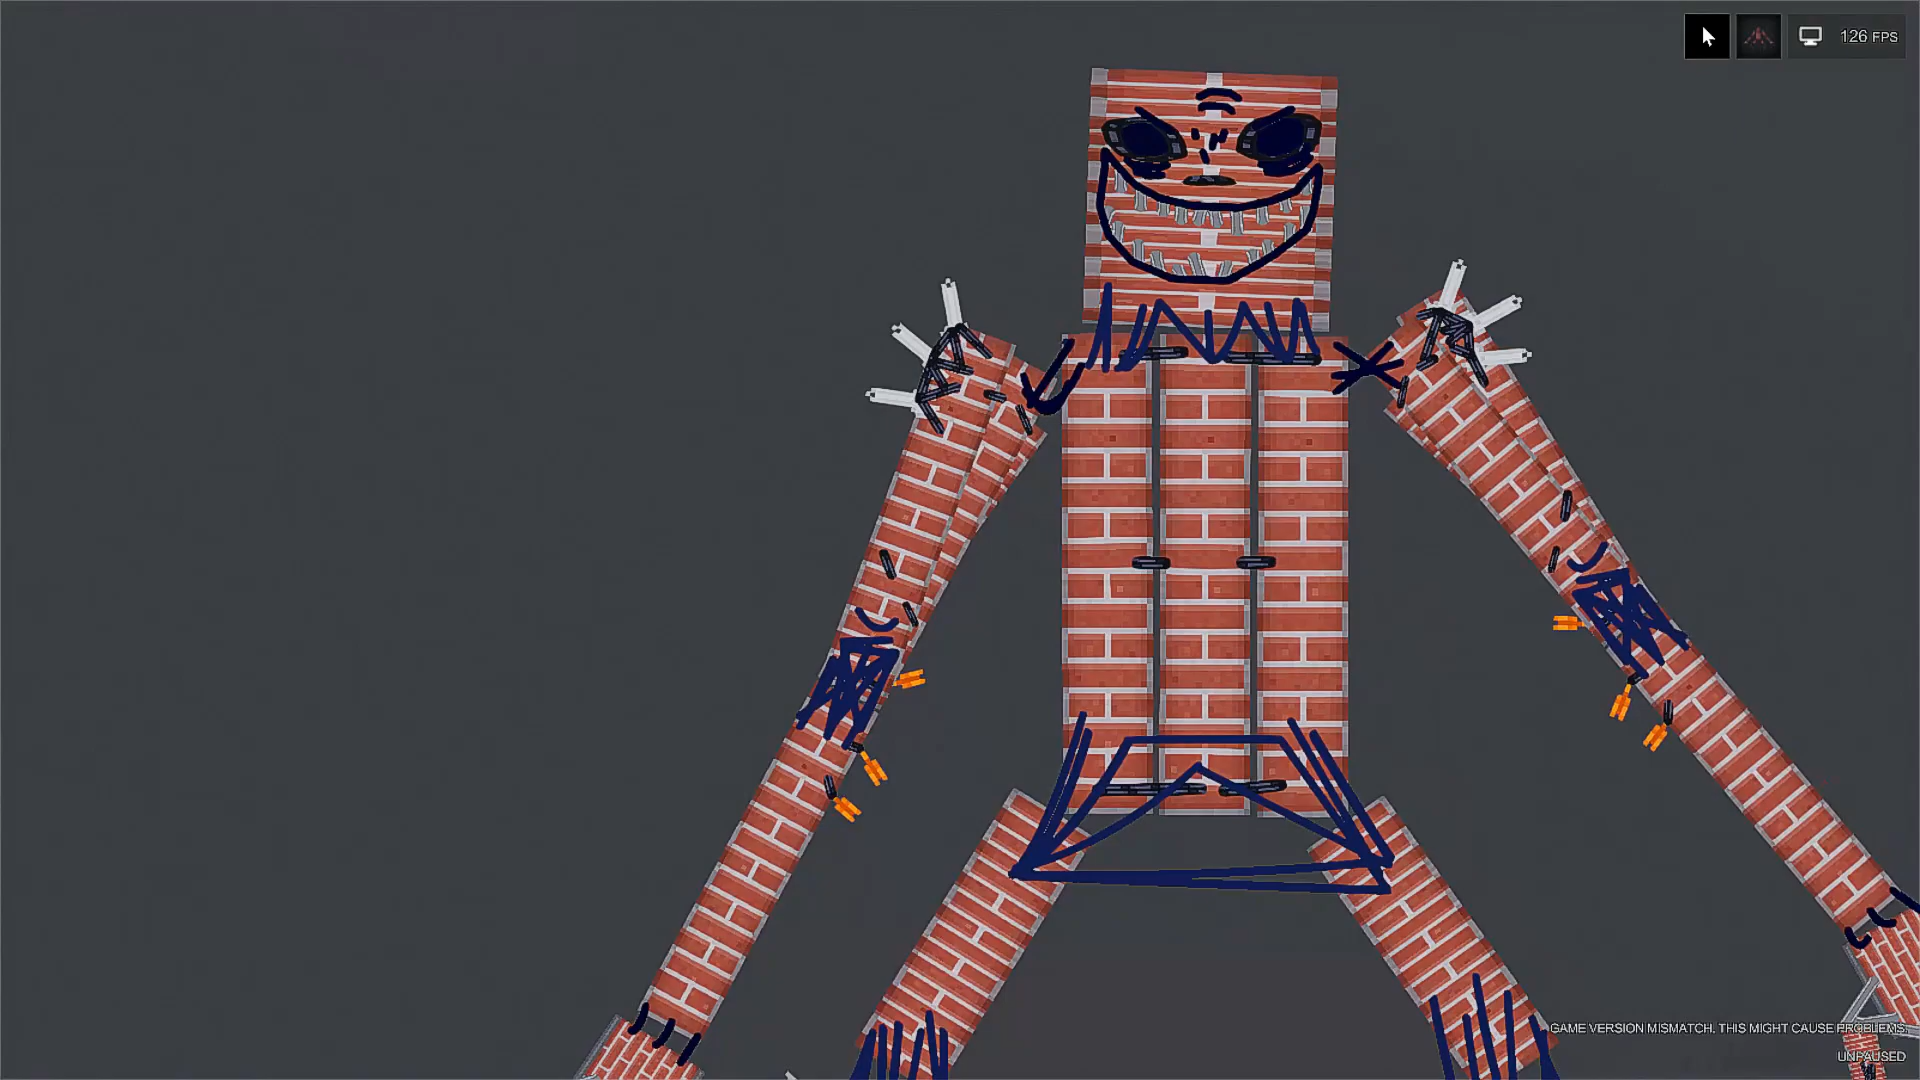 126 FPS
GAME VERSION MISMATCH. THIS MIGHT CAUSE PROBLEMS.
UNPAUSED